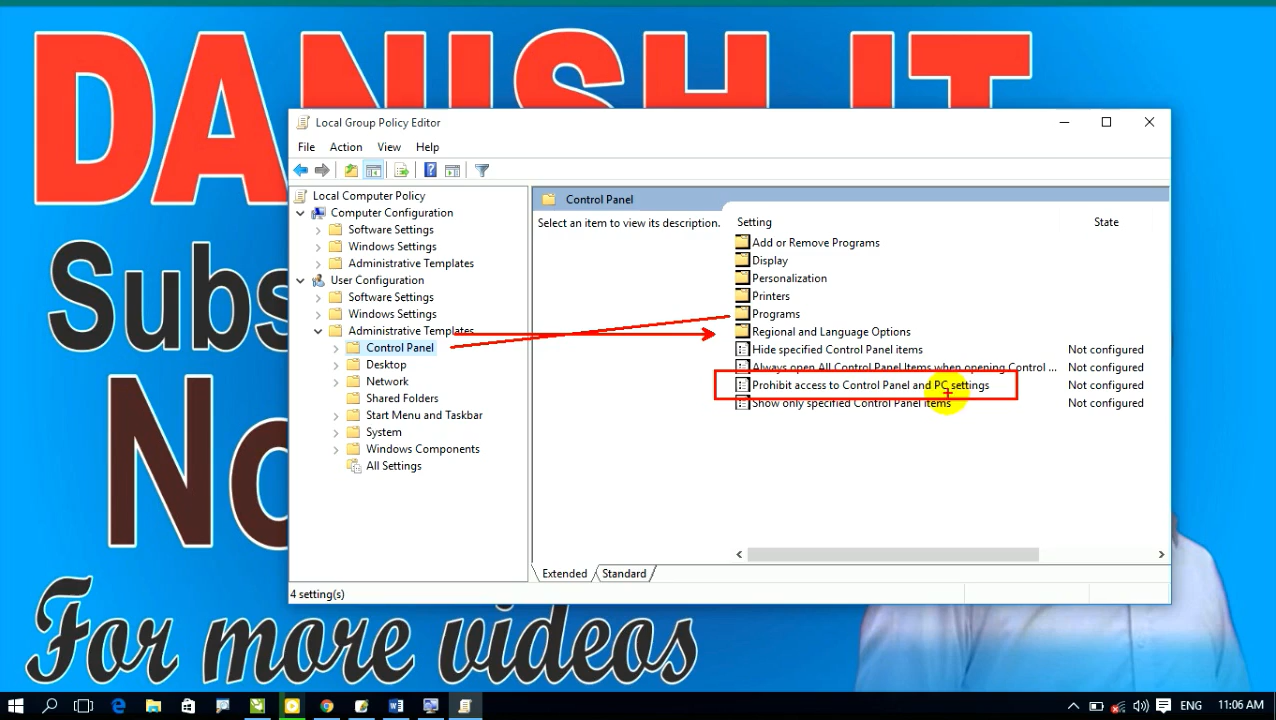 DANISH IT
Subs
No
For more videos
Local Group Policy Editor
File Action View Help
Local Computer Policy
Computer Configuration
Software Settings
Windows Settings
Administrative Templates
User Configuration
Software Settings
Windows Settings
Administrative Templates
Control Panel
Desktop
Network
Shared Folders
Start Menu and Taskbar
System
Windows Components
All Settings
Control Panel
Select an item to view its description.
Setting State
Add or Remove Programs
Display
Personalization
Printers
Programs
Regional and Language Options
Hide specified Control Panel items Not configured
Always open All Control Panel Items when opening Control ... Not configured
Prohibit access to Control Panel and PC settings Not configured
Show only specified Control Panel items Not configured
Extended Standard
4 setting(s)
ENG 11:06 AM